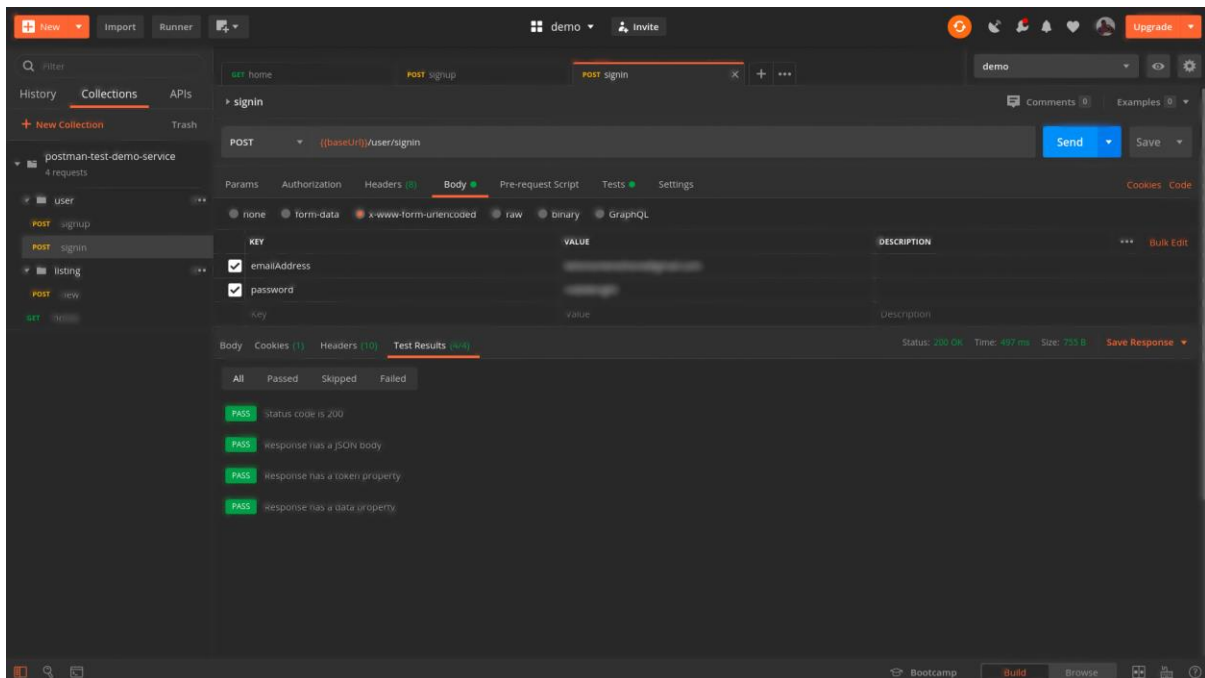 New Import Runner demo Invite Upgrade
Filter
GET home POST signup POST signin demo
History Collections APIs
signin Comments 0 Examples 0
+ New Collection Trash
POST {{baseUrl}}/user/signin Send Save
postman-test-demo-service
4 requests
Params Authorization Headers (8) Body Pre-request Script Tests Settings Cookies Code
user
none form-data x-www-form-urlencoded raw binary GraphQL
POST signup
KEY VALUE DESCRIPTION Bulk Edit
POST signin
emailAddress
listing
password
POST new
Key Value Description
GET
Body Cookies (1) Headers (10) Test Results (4/4) Status: 200 OK Time: 497 ms Size: 755 B Save Response
All Passed Skipped Failed
PASS Status code is 200
PASS Response has a JSON body
PASS Response has a token property
PASS Response has a data property
Bootcamp Build Browse